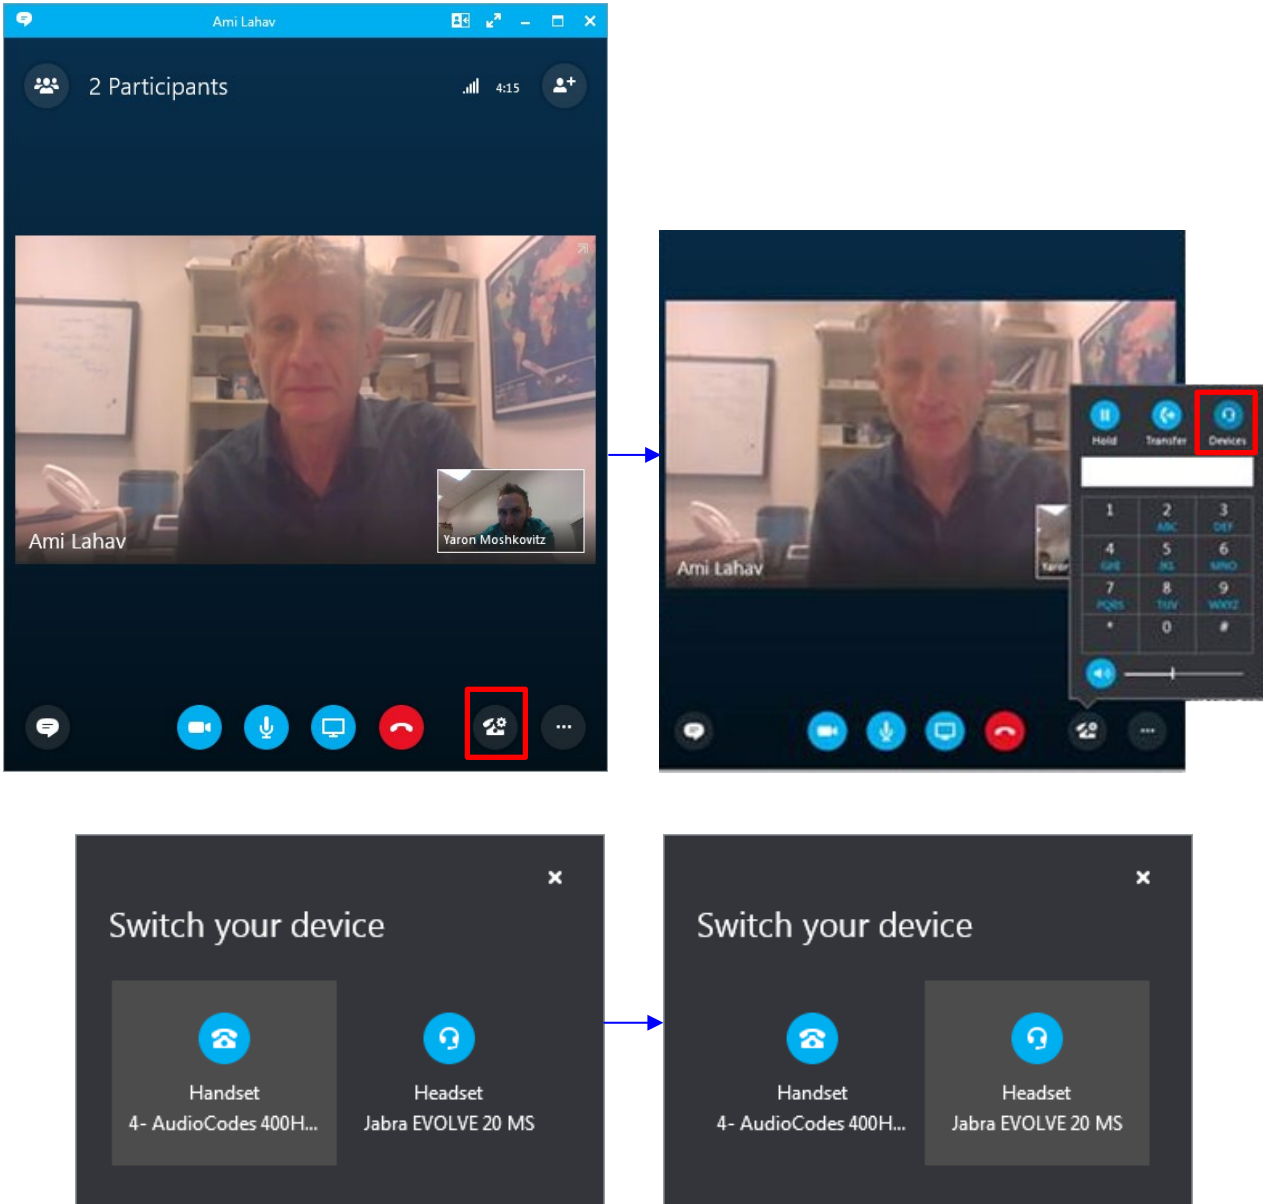 Ami Lahav
2 Participants
4:15
Ami Lahav
Yaron Moshkovitz
Hold Transfer Devices
1 2 3
ABC DEF
4 5 6
GHI JKL MNO
7 8 9
PQRS TUV WXYZ
* 0 #
Ami Lahav
Yaron
Switch your device
Handset Headset
4- AudioCodes 400H... Jabra EVOLVE 20 MS
Switch your device
Handset Headset
4- AudioCodes 400H... Jabra EVOLVE 20 MS